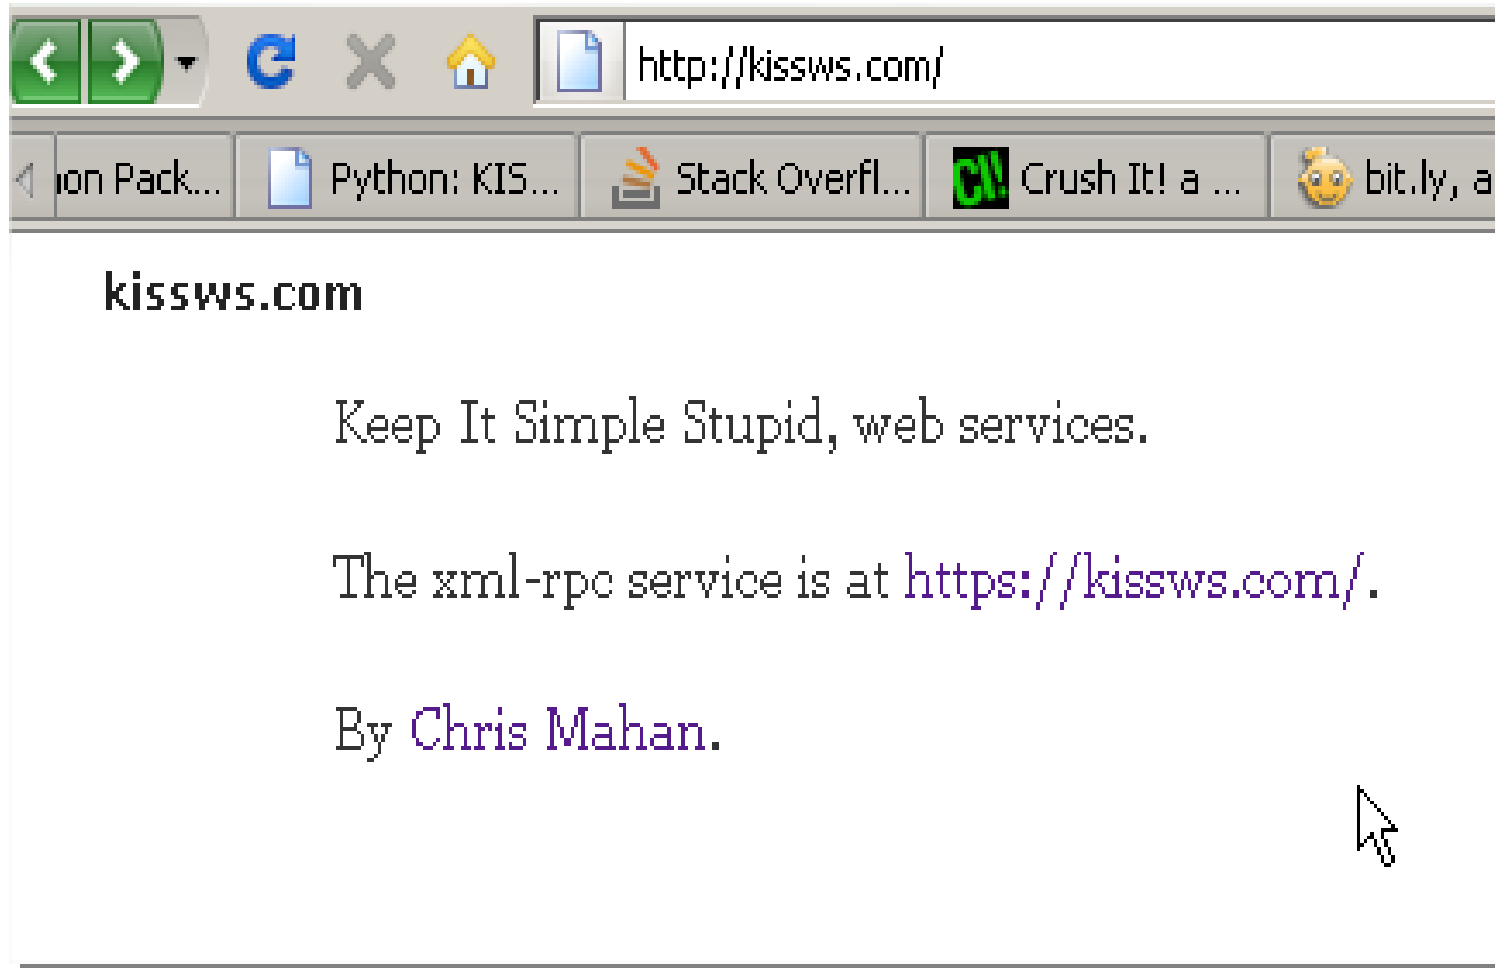 http://kissws.com/
ion Pack... Python: KIS... Stack Overfl... CI! Crush It! a ... bit.ly, a
kissws.com
Keep It Simple Stupid, web services.
The xml-rpc service is at https://kissws.com/.
By Chris Mahan.